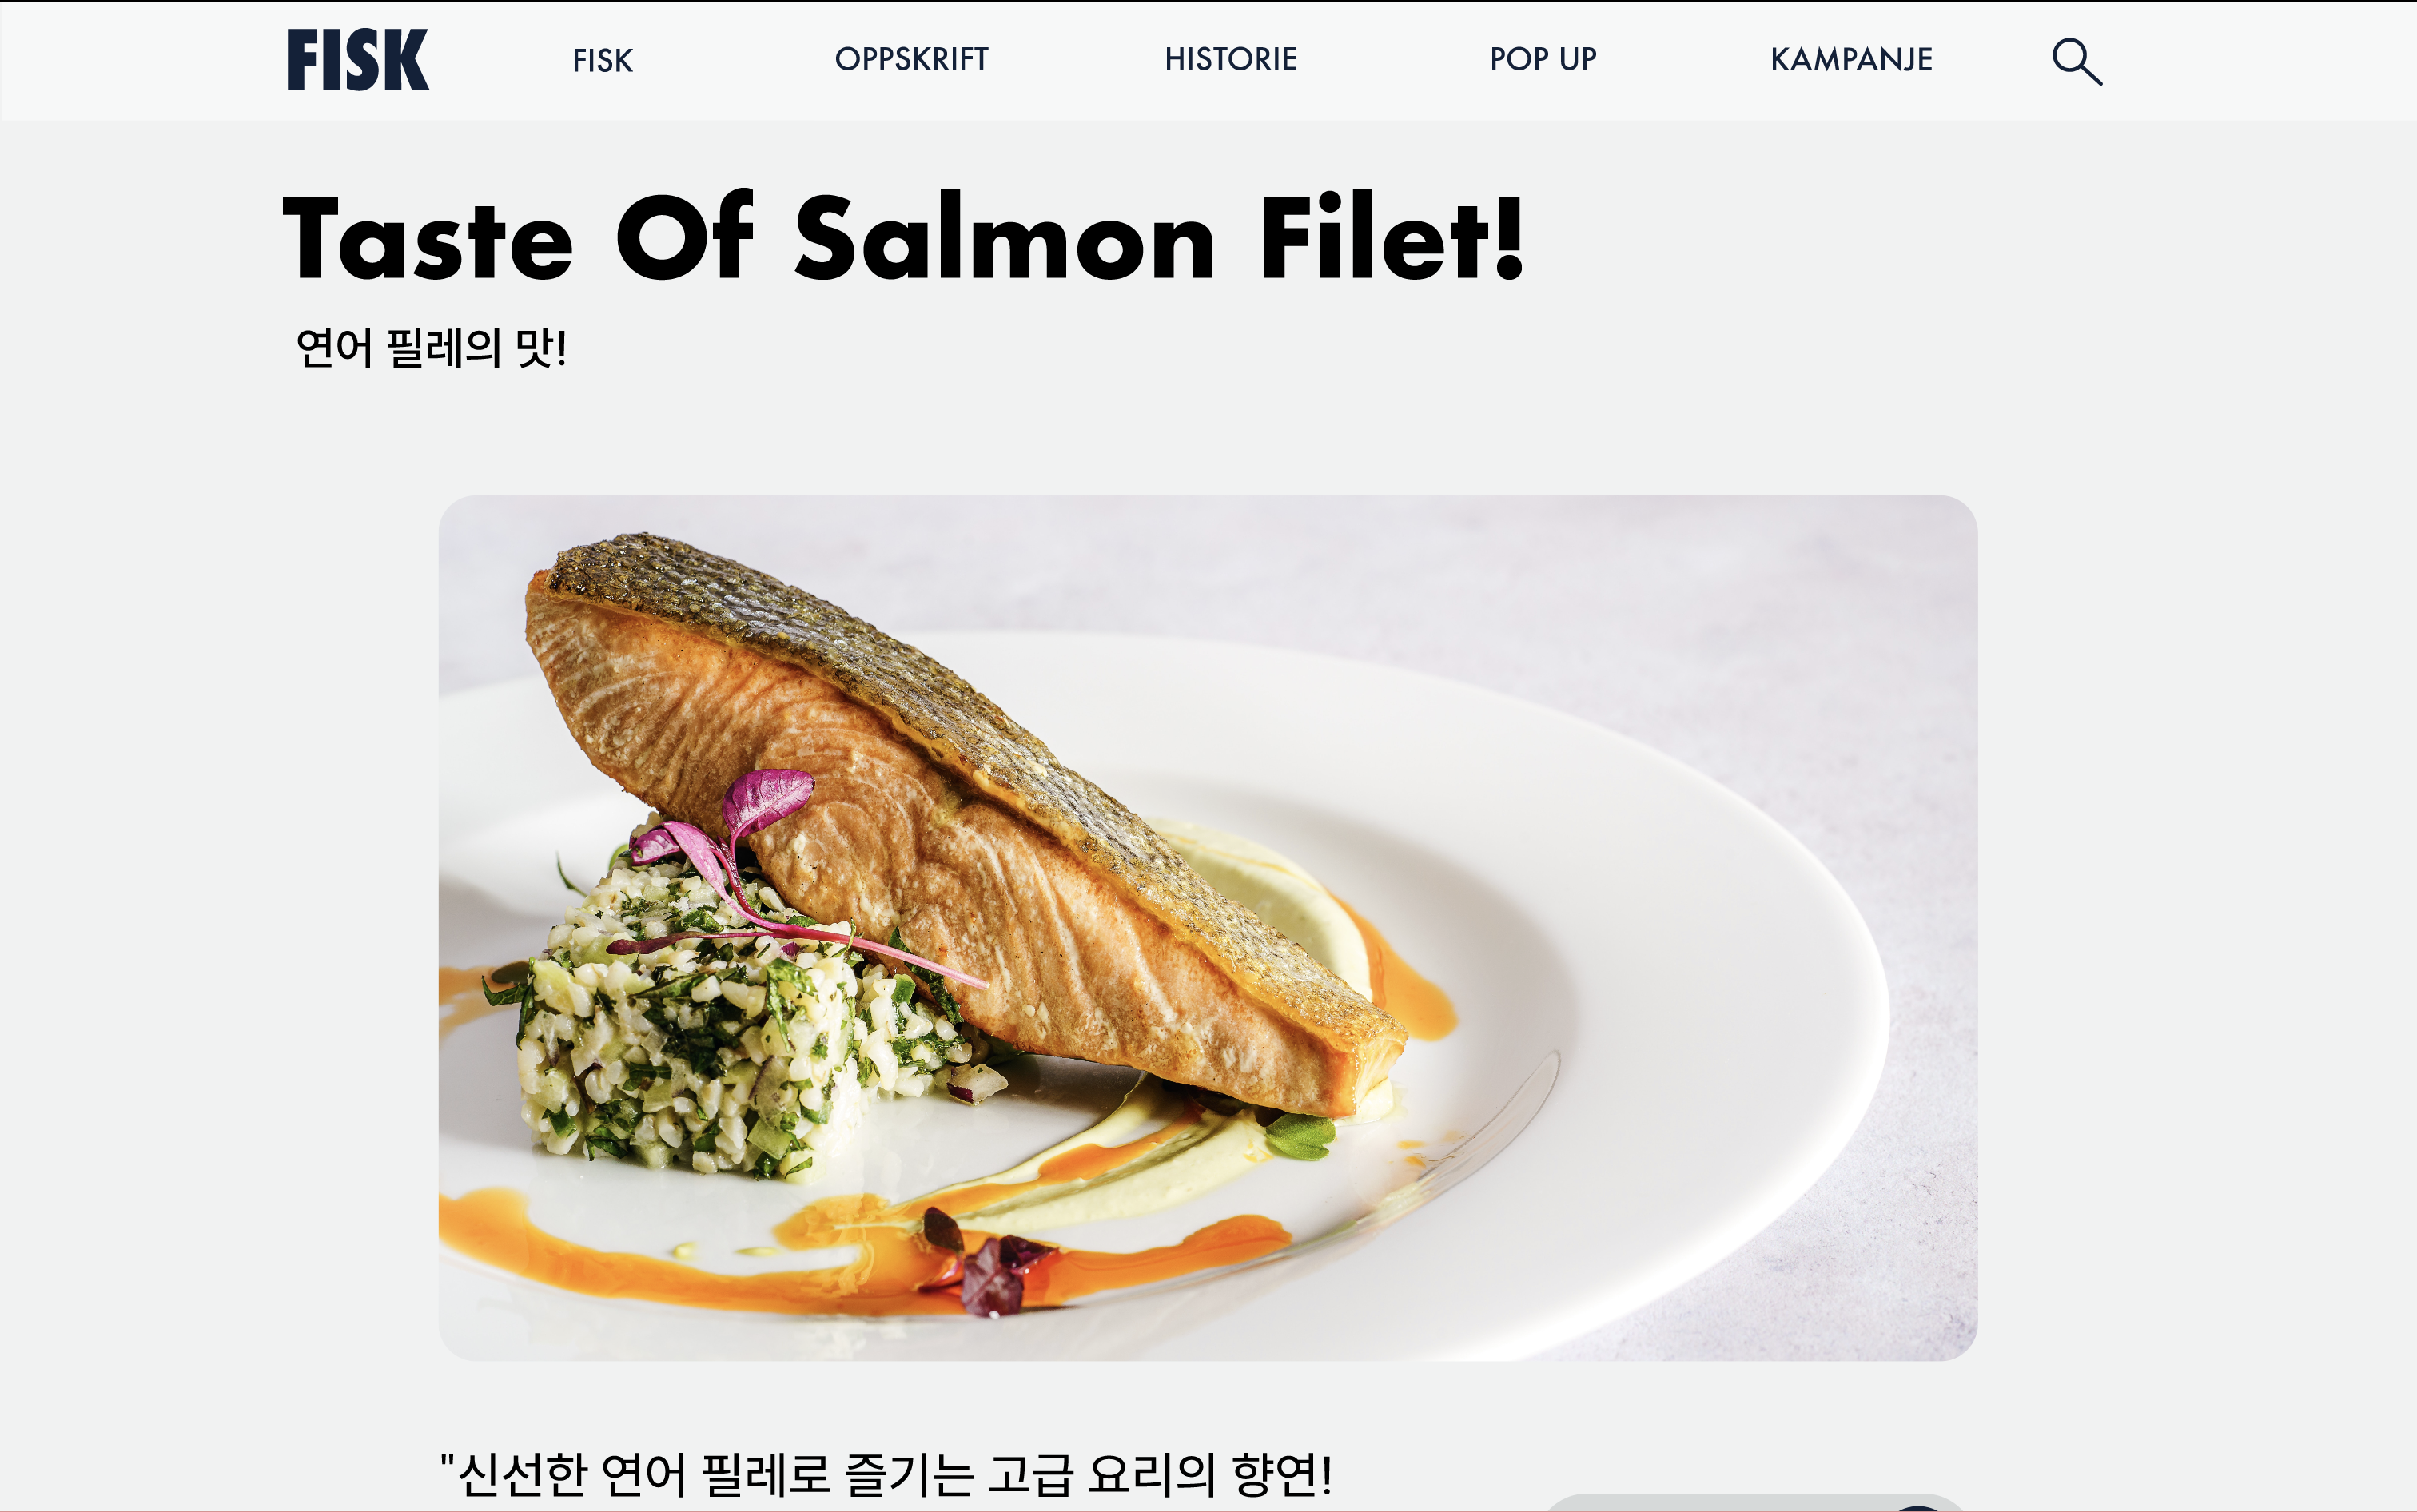 FISK
FISK
OPPSKRIFT
HISTORIE
POP UP
KAMPANJE
Taste Of Salmon Filet!
연어 필레의 맛!
"신선한 연어 필레로 즐기는 고급 요리의 향연!